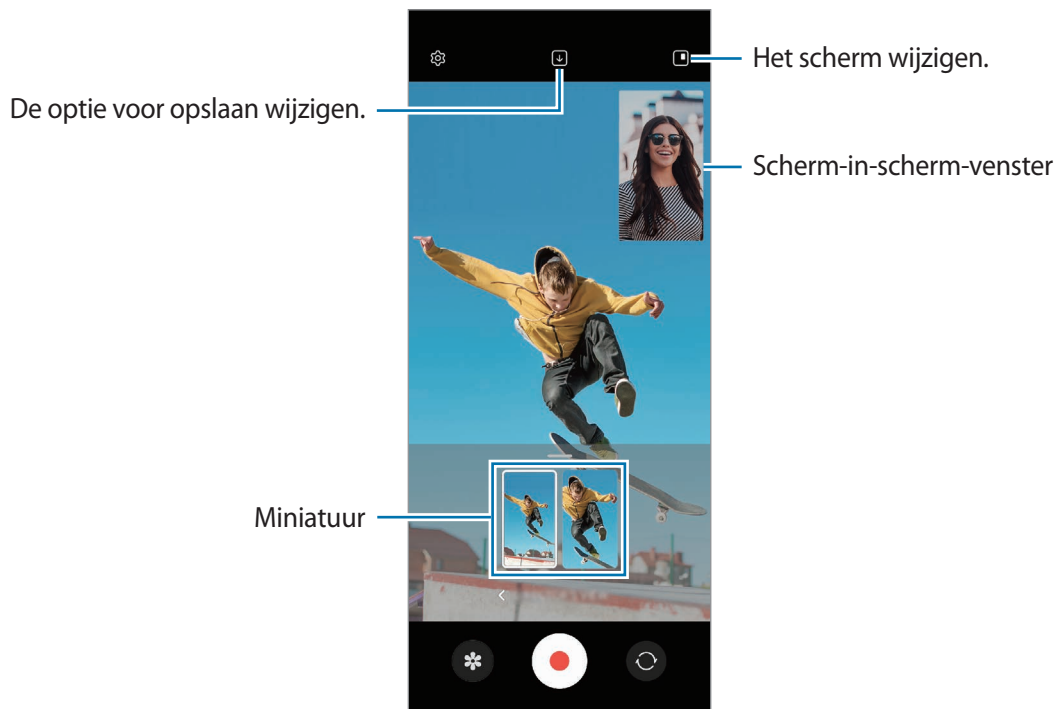 Het scherm wijzigen.
De optie voor opslaan wijzigen.
Scherm-in-scherm-venster
Miniatuur